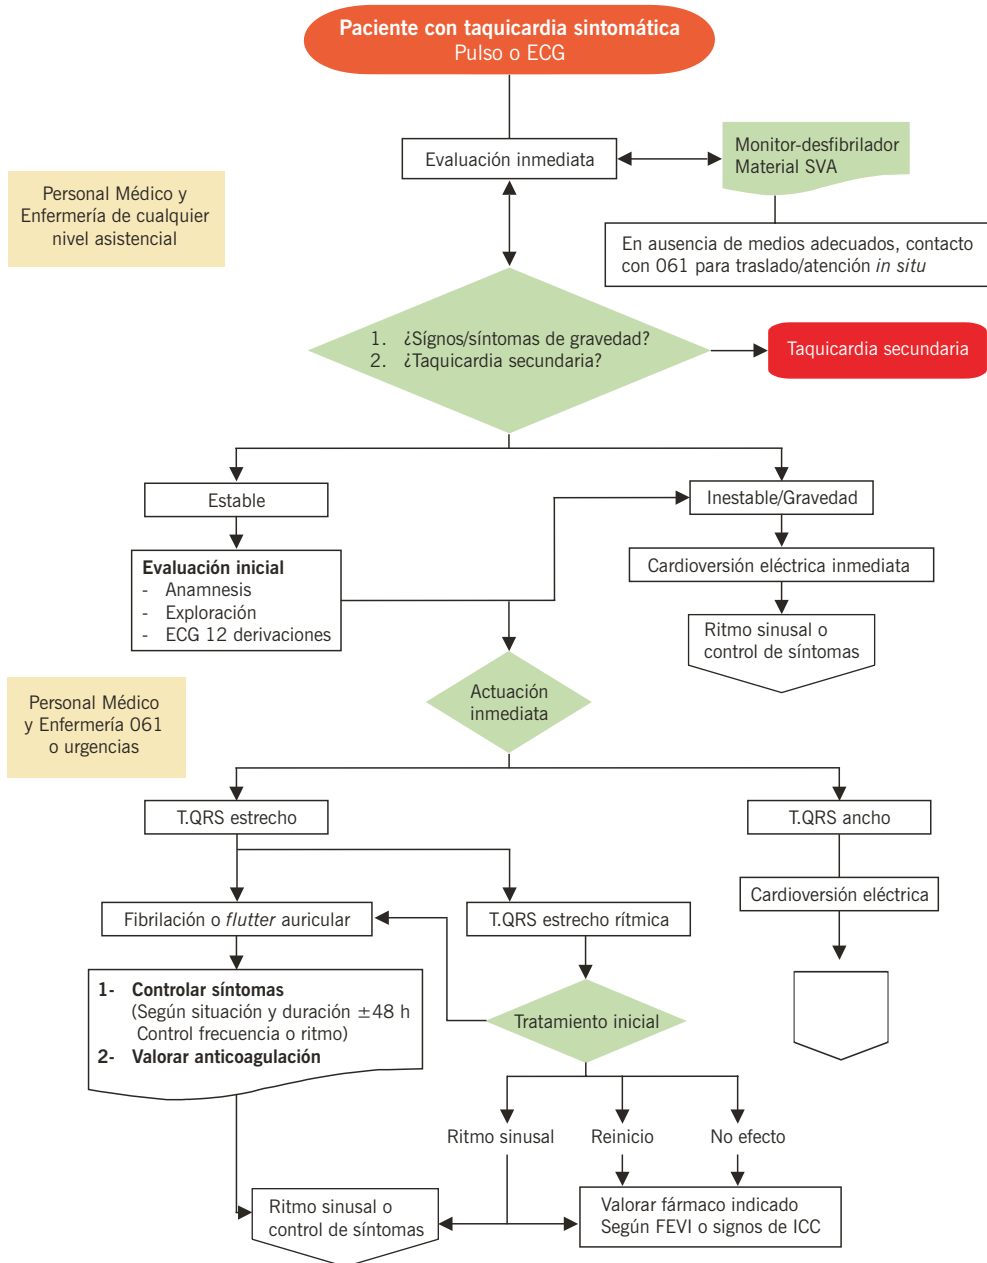 Paciente con taquicardia sintomática
Pulso o ECG
Evaluación inmediata
Monitor-desfibrilador
Material SVA
Personal Médico y
Enfermería de cualquier
nivel asistencial
En ausencia de medios adecuados, contacto
con 061 para traslado/atención in situ
1. ¿Sígnos/síntomas de gravedad?
2. ¿Taquicardia secundaria?
Taquicardia secundaria
Estable
Inestable/Gravedad
Evaluación inicial
- Anamnesis
- Exploración
- ECG 12 derivaciones
Cardioversión eléctrica inmediata
Ritmo sinusal o
control de síntomas
Personal Médico
y Enfermería 061
o urgencias
Actuación
inmediata
T.QRS estrecho
T.QRS ancho
Cardioversión eléctrica
Fibrilación o flutter auricular
T.QRS estrecho rítmica
1- Controlar síntomas
(Según situación y duración ±48 h
Control frecuencia o ritmo)
2- Valorar anticoagulación
Tratamiento inicial
Ritmo sinusal
Reinicio
No efecto
Ritmo sinusal o
control de síntomas
Valorar fármaco indicado
Según FEVI o signos de ICC